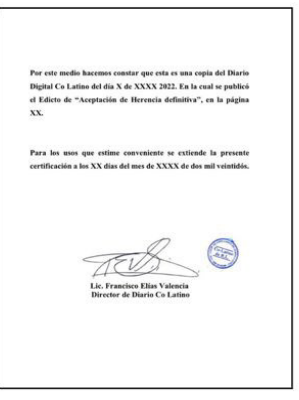 Por este medio hacemos constar que esta es una copia del Diario
Digital Co Latino del día X de XXXX 2022. En la cual se publicó
el Edicto de “Aceptación de Herencia definitiva”, en la página
XX.
Para los usos que estime conveniente se extiende la presente
certificación a los XX días del mes de XXXX de dos mil veintidós.
Lic. Francisco Elías Valencia
Director de Diario Co Latino